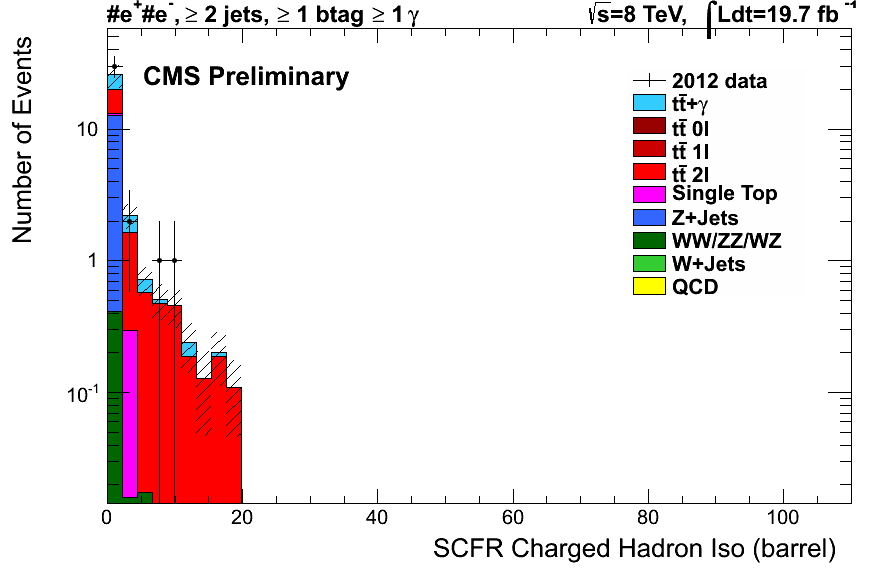 #e⁺#e⁻, ≥ 2 jets, ≥ 1 btag ≥ 1 γ
√s=8 TeV, ∫Ldt=19.7 fb⁻¹
CMS Preliminary
2012 data
tt̄+γ
tt̄ 0l
tt̄ 1l
tt̄ 2l
Single Top
Z+Jets
WW/ZZ/WZ
W+Jets
QCD
Number of Events
10
1
10⁻¹
0 20 40 60 80 100
SCFR Charged Hadron Iso (barrel)